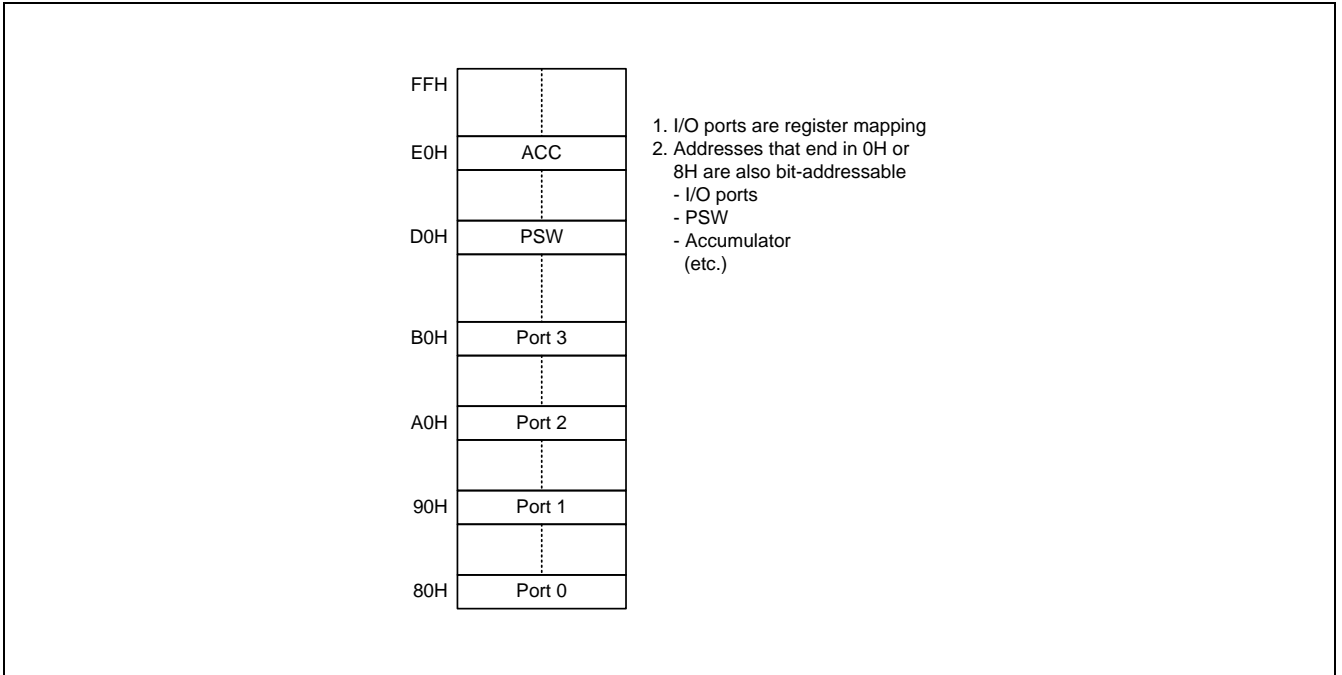 FFH
E0H ACC
D0H PSW
B0H Port 3
A0H Port 2
90H Port 1
80H Port 0
1. I/O ports are register mapping
2. Addresses that end in 0H or
8H are also bit-addressable
- I/O ports
- PSW
- Accumulator
(etc.)